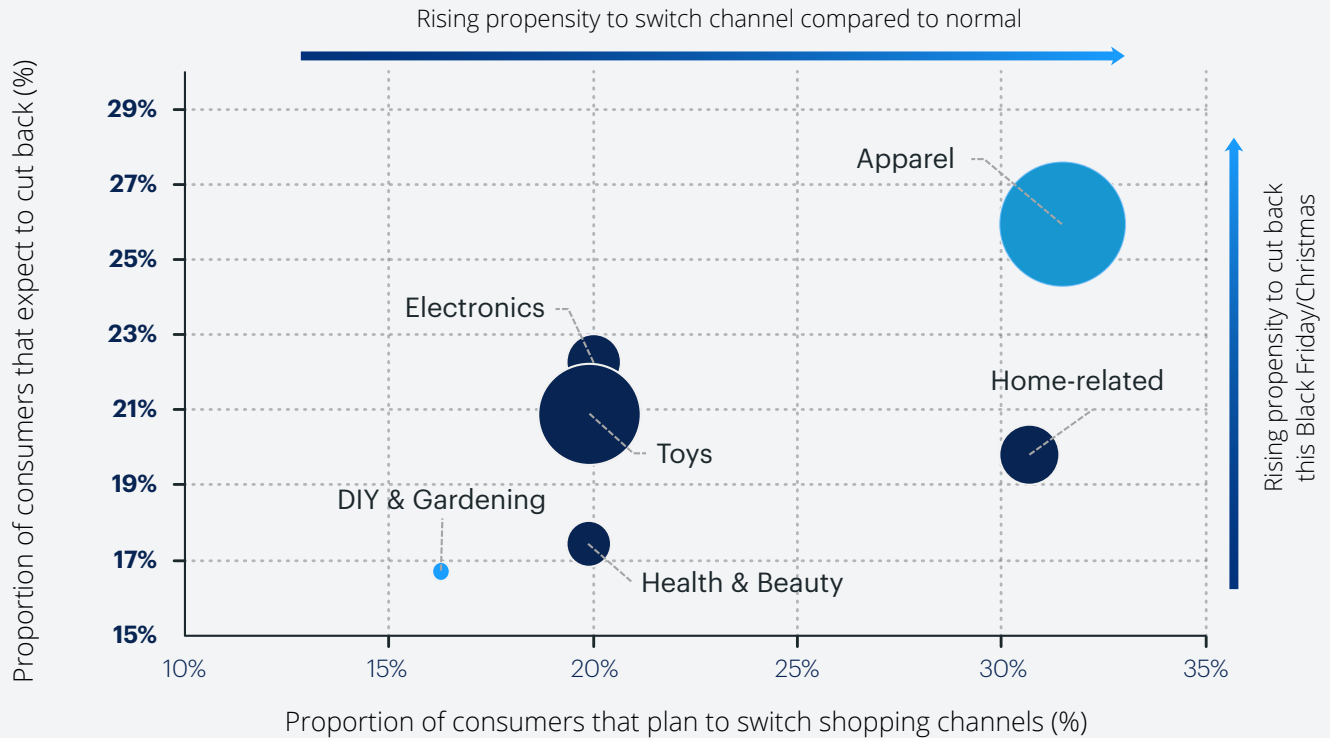 Rising propensity to switch channel compared to normal
Proportion of consumers that expect to cut back (%)
29%
27%
25%
23%
21%
19%
17%
15%
Apparel
Electronics
Home-related
Toys
DIY & Gardening
Health & Beauty
Rising propensity to cut back
this Black Friday/Christmas
10%
15%
20%
25%
30%
35%
Proportion of consumers that plan to switch shopping channels (%)